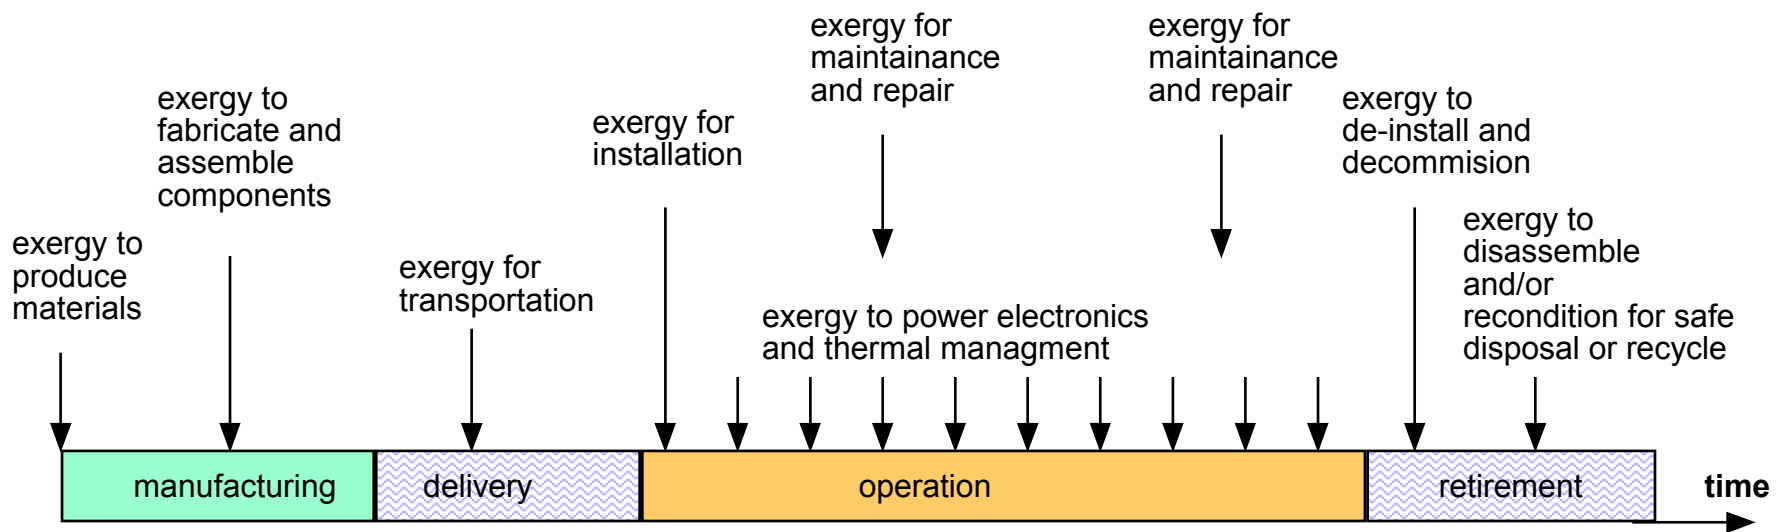 exergy to
produce
materials
exergy to
fabricate and
assemble
components
exergy for
transportation
exergy for
installation
exergy for
maintainance
and repair
exergy to power electronics
and thermal managment
exergy for
maintainance
and repair
exergy to
de-install and
decommision
exergy to
disassemble
and/or
recondition for safe
disposal or recycle
manufacturing
delivery
operation
retirement
time